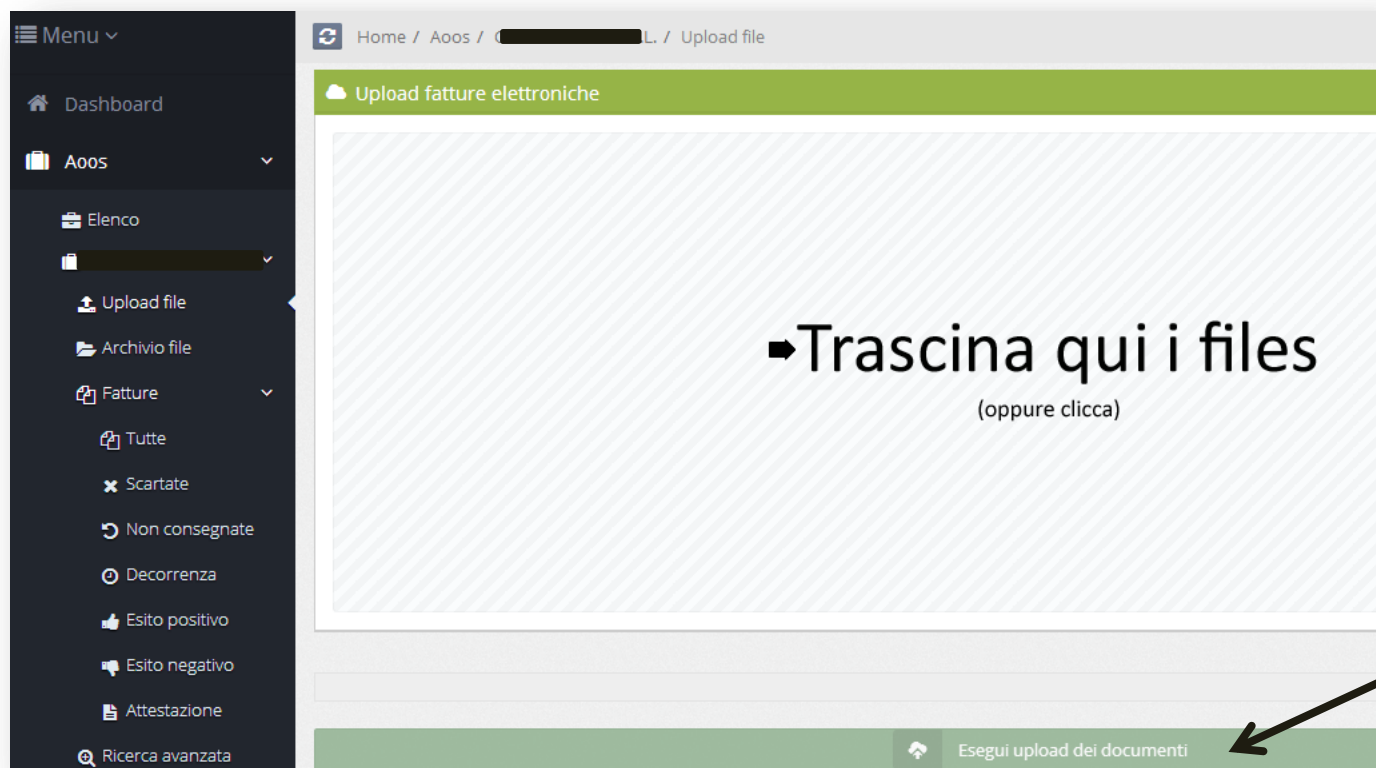 Menu
Home / Aoos / L. / Upload file
Dashboard
Aoos
Elenco
Upload file
Archivio file
Fatture
Tutte
Scartate
Non consegnate
Decorrenza
Esito positivo
Esito negativo
Attestazione
Ricerca avanzata
Upload fatture elettroniche
Trascina qui i files
(oppure clicca)
Esegui upload dei documenti